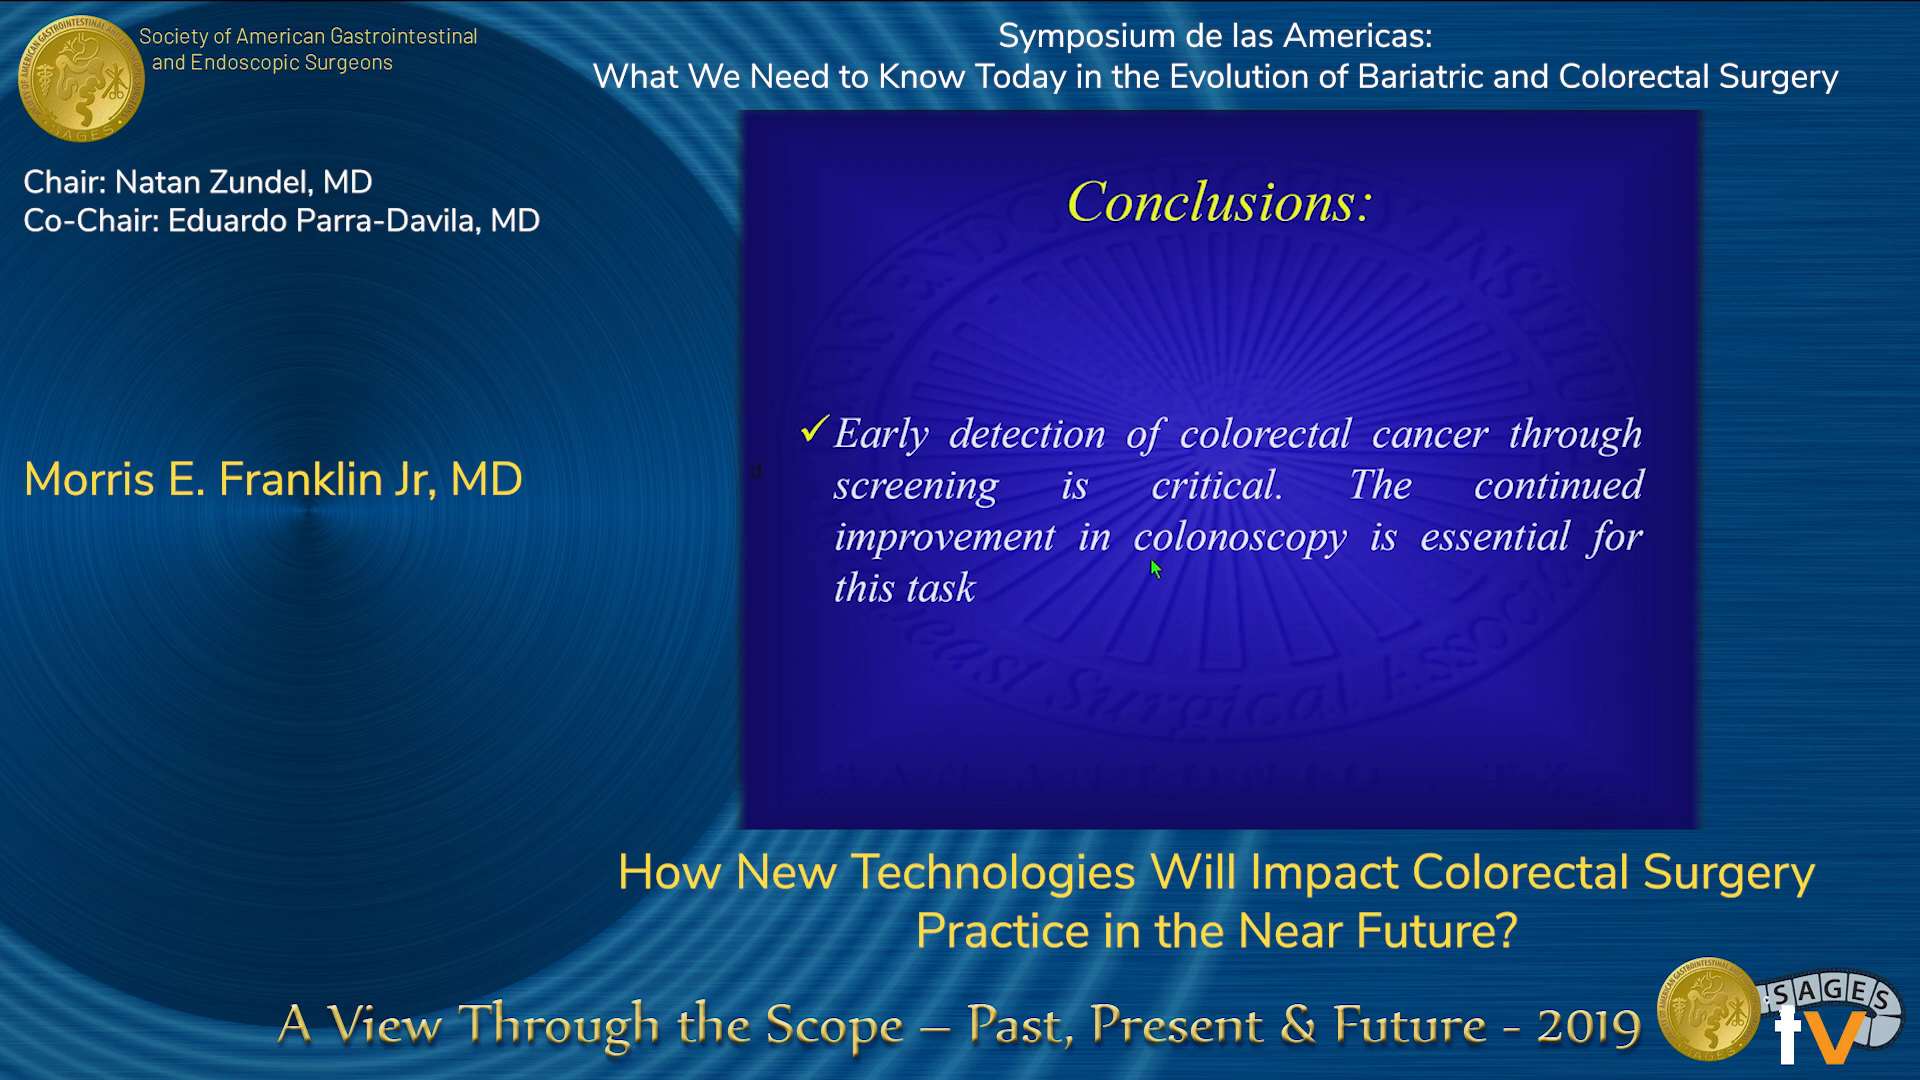 Society of American Gastrointestinal
and Endoscopic Surgeons
Symposium de las Americas:
What We Need to Know Today in the Evolution of Bariatric and Colorectal Surgery
Chair: Natan Zundel, MD
Co-Chair: Eduardo Parra-Davila, MD
Morris E. Franklin Jr, MD
Conclusions:
✓Early detection of colorectal cancer through
screening is critical. The continued
improvement in colonoscopy is essential for
this task
d
How New Technologies Will Impact Colorectal Surgery
Practice in the Near Future?
A View Through the Scope – Past, Present & Future - 2019
SAGES
tv